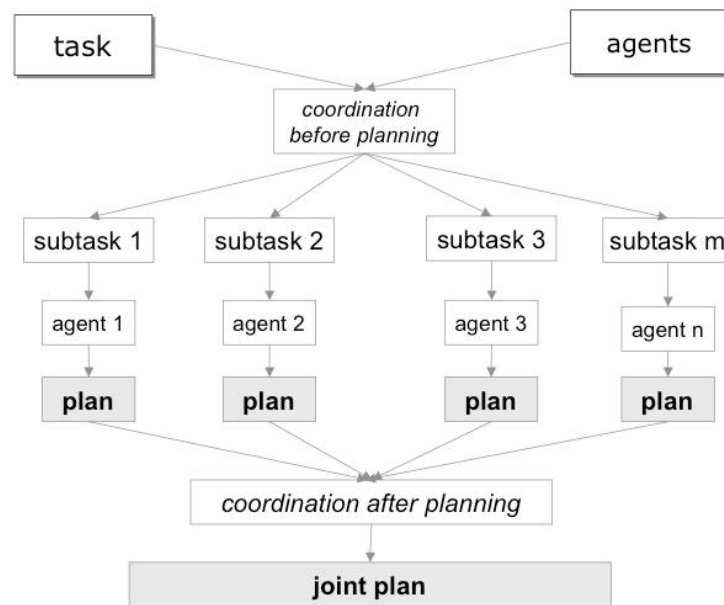 task
agents
coordination
before planning
subtask 1
subtask 2
subtask 3
subtask m
agent 1
agent 2
agent 3
agent n
plan
plan
plan
plan
coordination after planning
joint plan